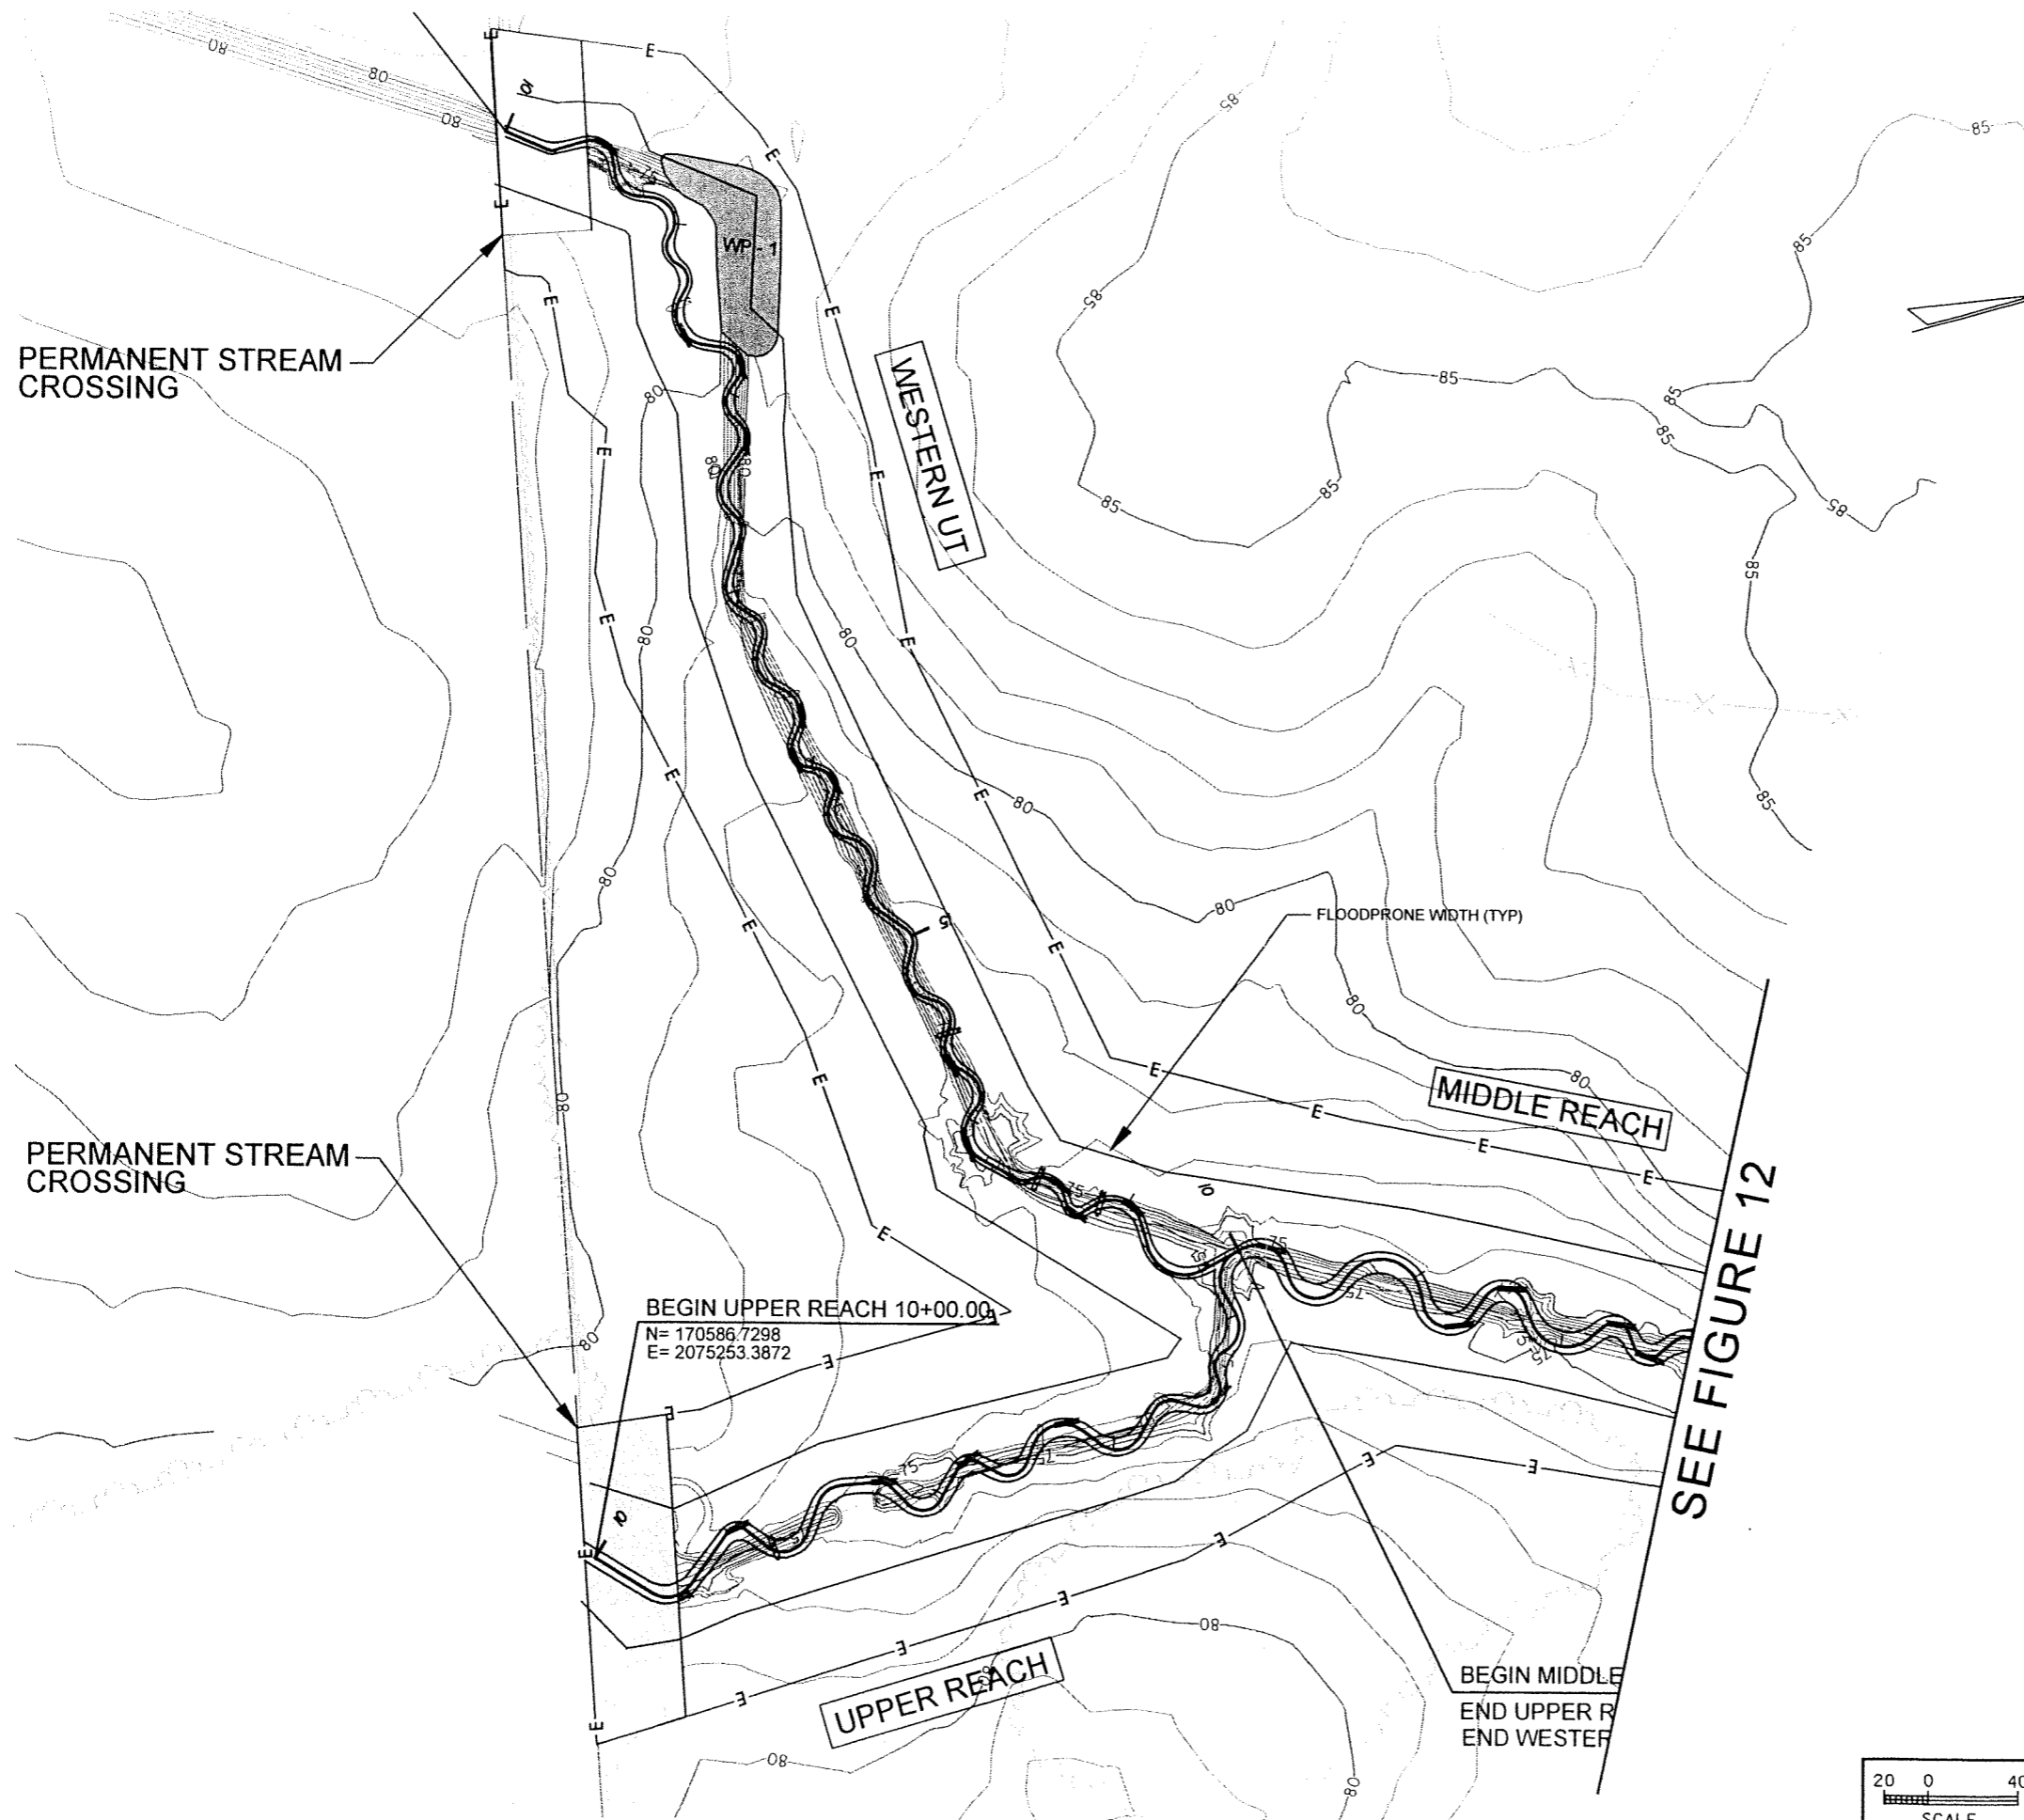 PERMANENT STREAM
CROSSING
WP - 1
WESTERN UT
80
85
75
E
10
5
FLOODPRONE WIDTH (TYP)
MIDDLE REACH
PERMANENT STREAM
CROSSING
BEGIN UPPER REACH 10+00.00
N= 170586.7298
E= 2075253.3872
SEE FIGURE 12
UPPER REACH
BEGIN MIDDLE
END UPPER R
END WESTER
20 0 40
SCALE